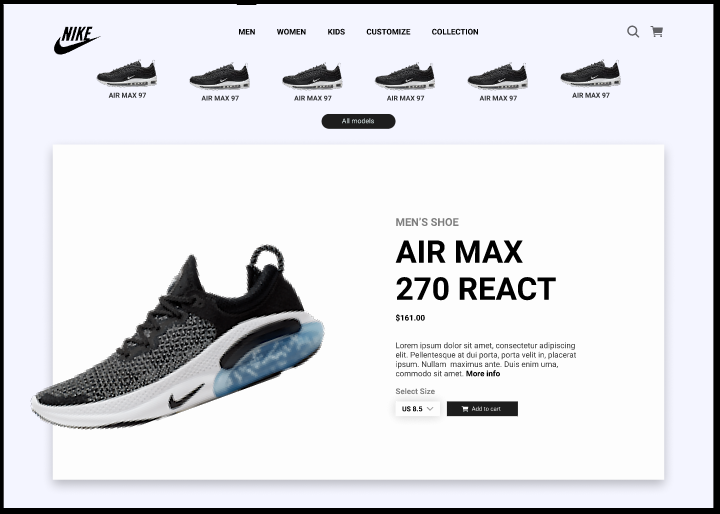 NIKE
MEN WOMEN KIDS CUSTOMIZE COLLECTION
AIR MAX 97 AIR MAX 97 AIR MAX 97 AIR MAX 97 AIR MAX 97 AIR MAX 97
All models
MEN'S SHOE
AIR MAX
270 REACT
$161.00
Lorem ipsum dolor sit amet, consectetur adipiscing
elit. Pellentesque at dui porta, porta velit in, placerat
ipsum. Nullam maximus ante. Duis enim urna,
commodo sit amet. More info
Select Size
US 8.5 Add to cart